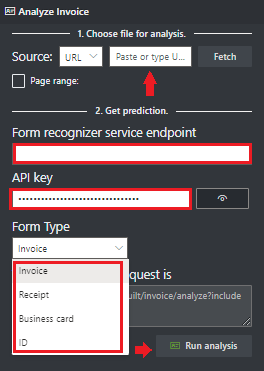 Analyze Invoice
1. Choose file for analysis.
Source: URL Paste or type U... Fetch
Page range:
2. Get prediction.
Form recognizer service endpoint
API key
••••••••••••••••••••••••••••••••
Form Type
Invoice
Invoice
Receipt
Business card
ID
quest is
uilt/invoice/analyze?include
Run analysis